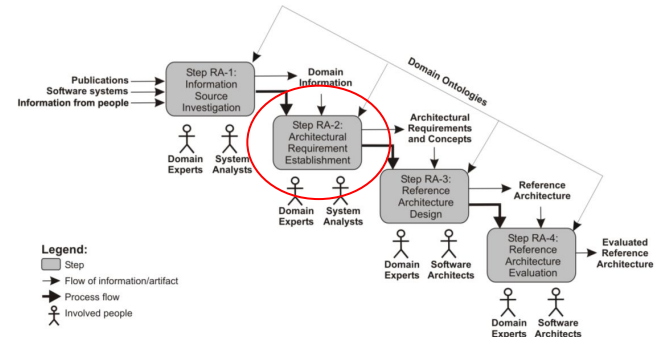 Publications
Software systems
Information from people
Step RA-1:
Information
Source
Investigation
Domain
Information
Domain
Experts
System
Analysts
Domain Ontologies
Step RA-2:
Architectural
Requirement
Establishment
Architectural
Requirements
and Concepts
Domain
Experts
System
Analysts
Step RA-3:
Reference
Architecture
Design
Reference
Architecture
Domain
Experts
Software
Architects
Step RA-4:
Reference
Architecture
Evaluation
Evaluated
Reference
Architecture
Domain
Experts
Software
Architects
Legend:
Step
Flow of information/artifact
Process flow
Involved people